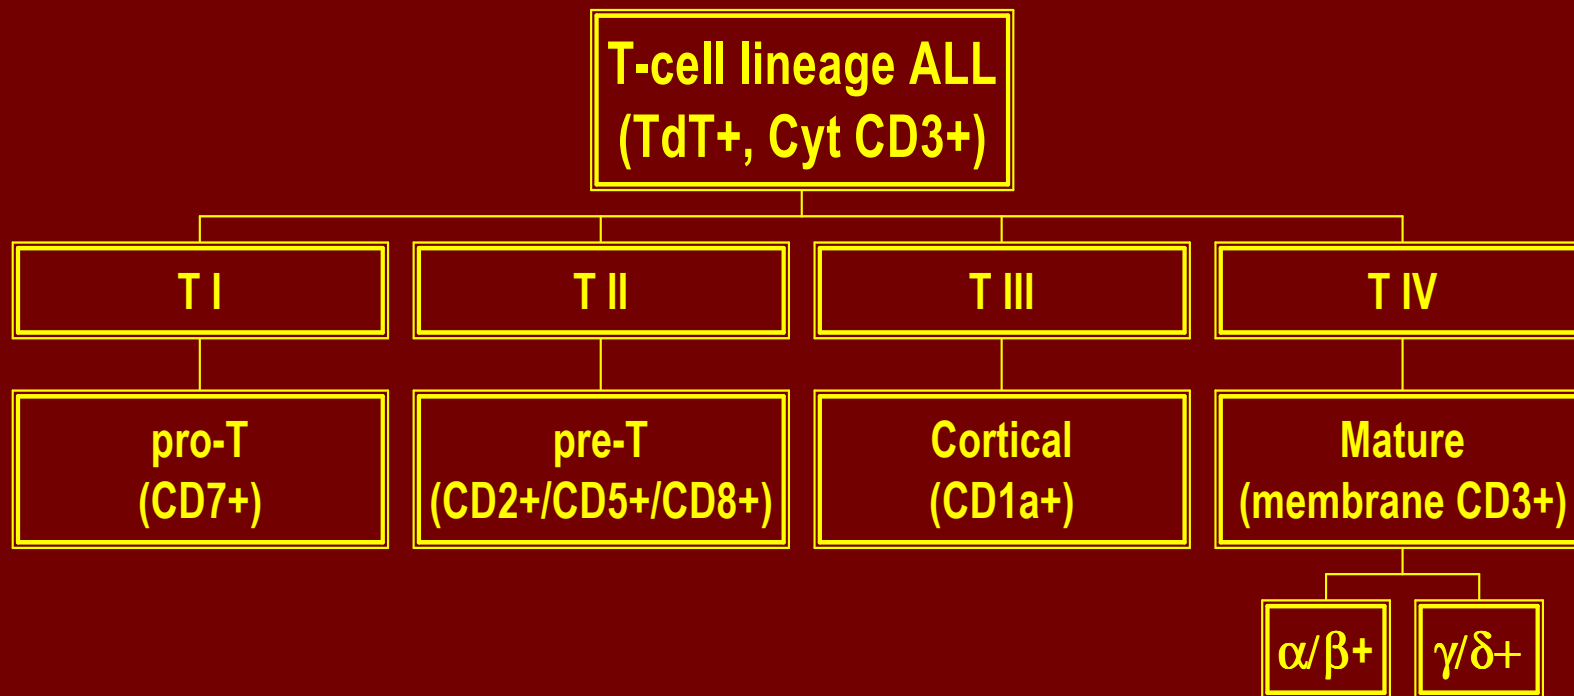 T-cell lineage ALL
(TdT+, Cyt CD3+)
T I
T II
T III
T IV
pro-T
(CD7+)
pre-T
(CD2+/CD5+/CD8+)
Cortical
(CD1a+)
Mature
(membrane CD3+)
α/β+
γ/δ+